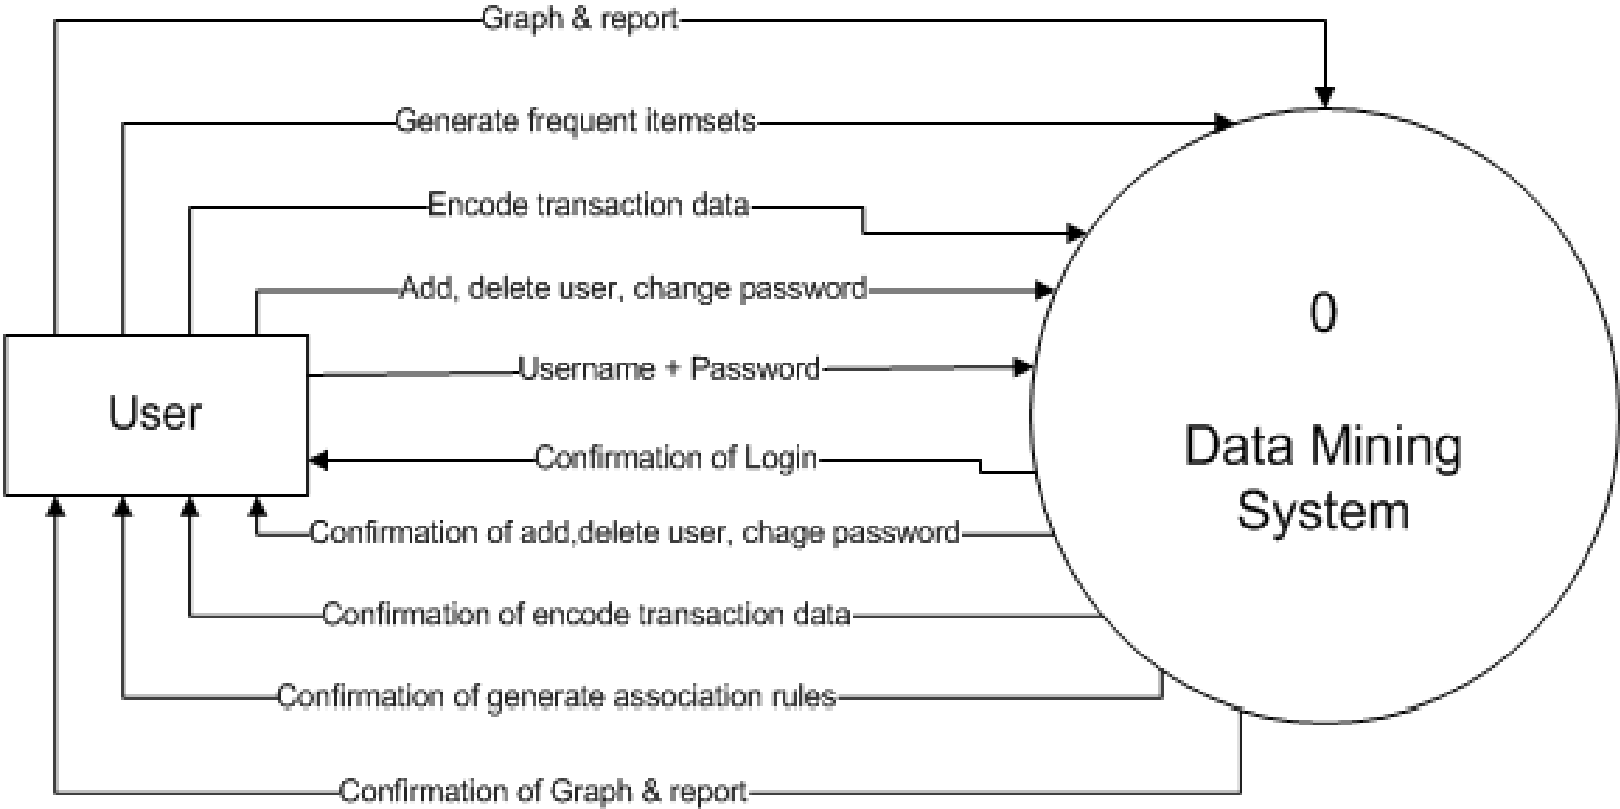 Graph & report
Generate frequent itemsets
Encode transaction data
Add, delete user, change password
Username + Password
User
Confirmation of Login
Confirmation of add,delete user, chage password
Confirmation of encode transaction data
Confirmation of generate association rules
Confirmation of Graph & report
0
Data Mining
System